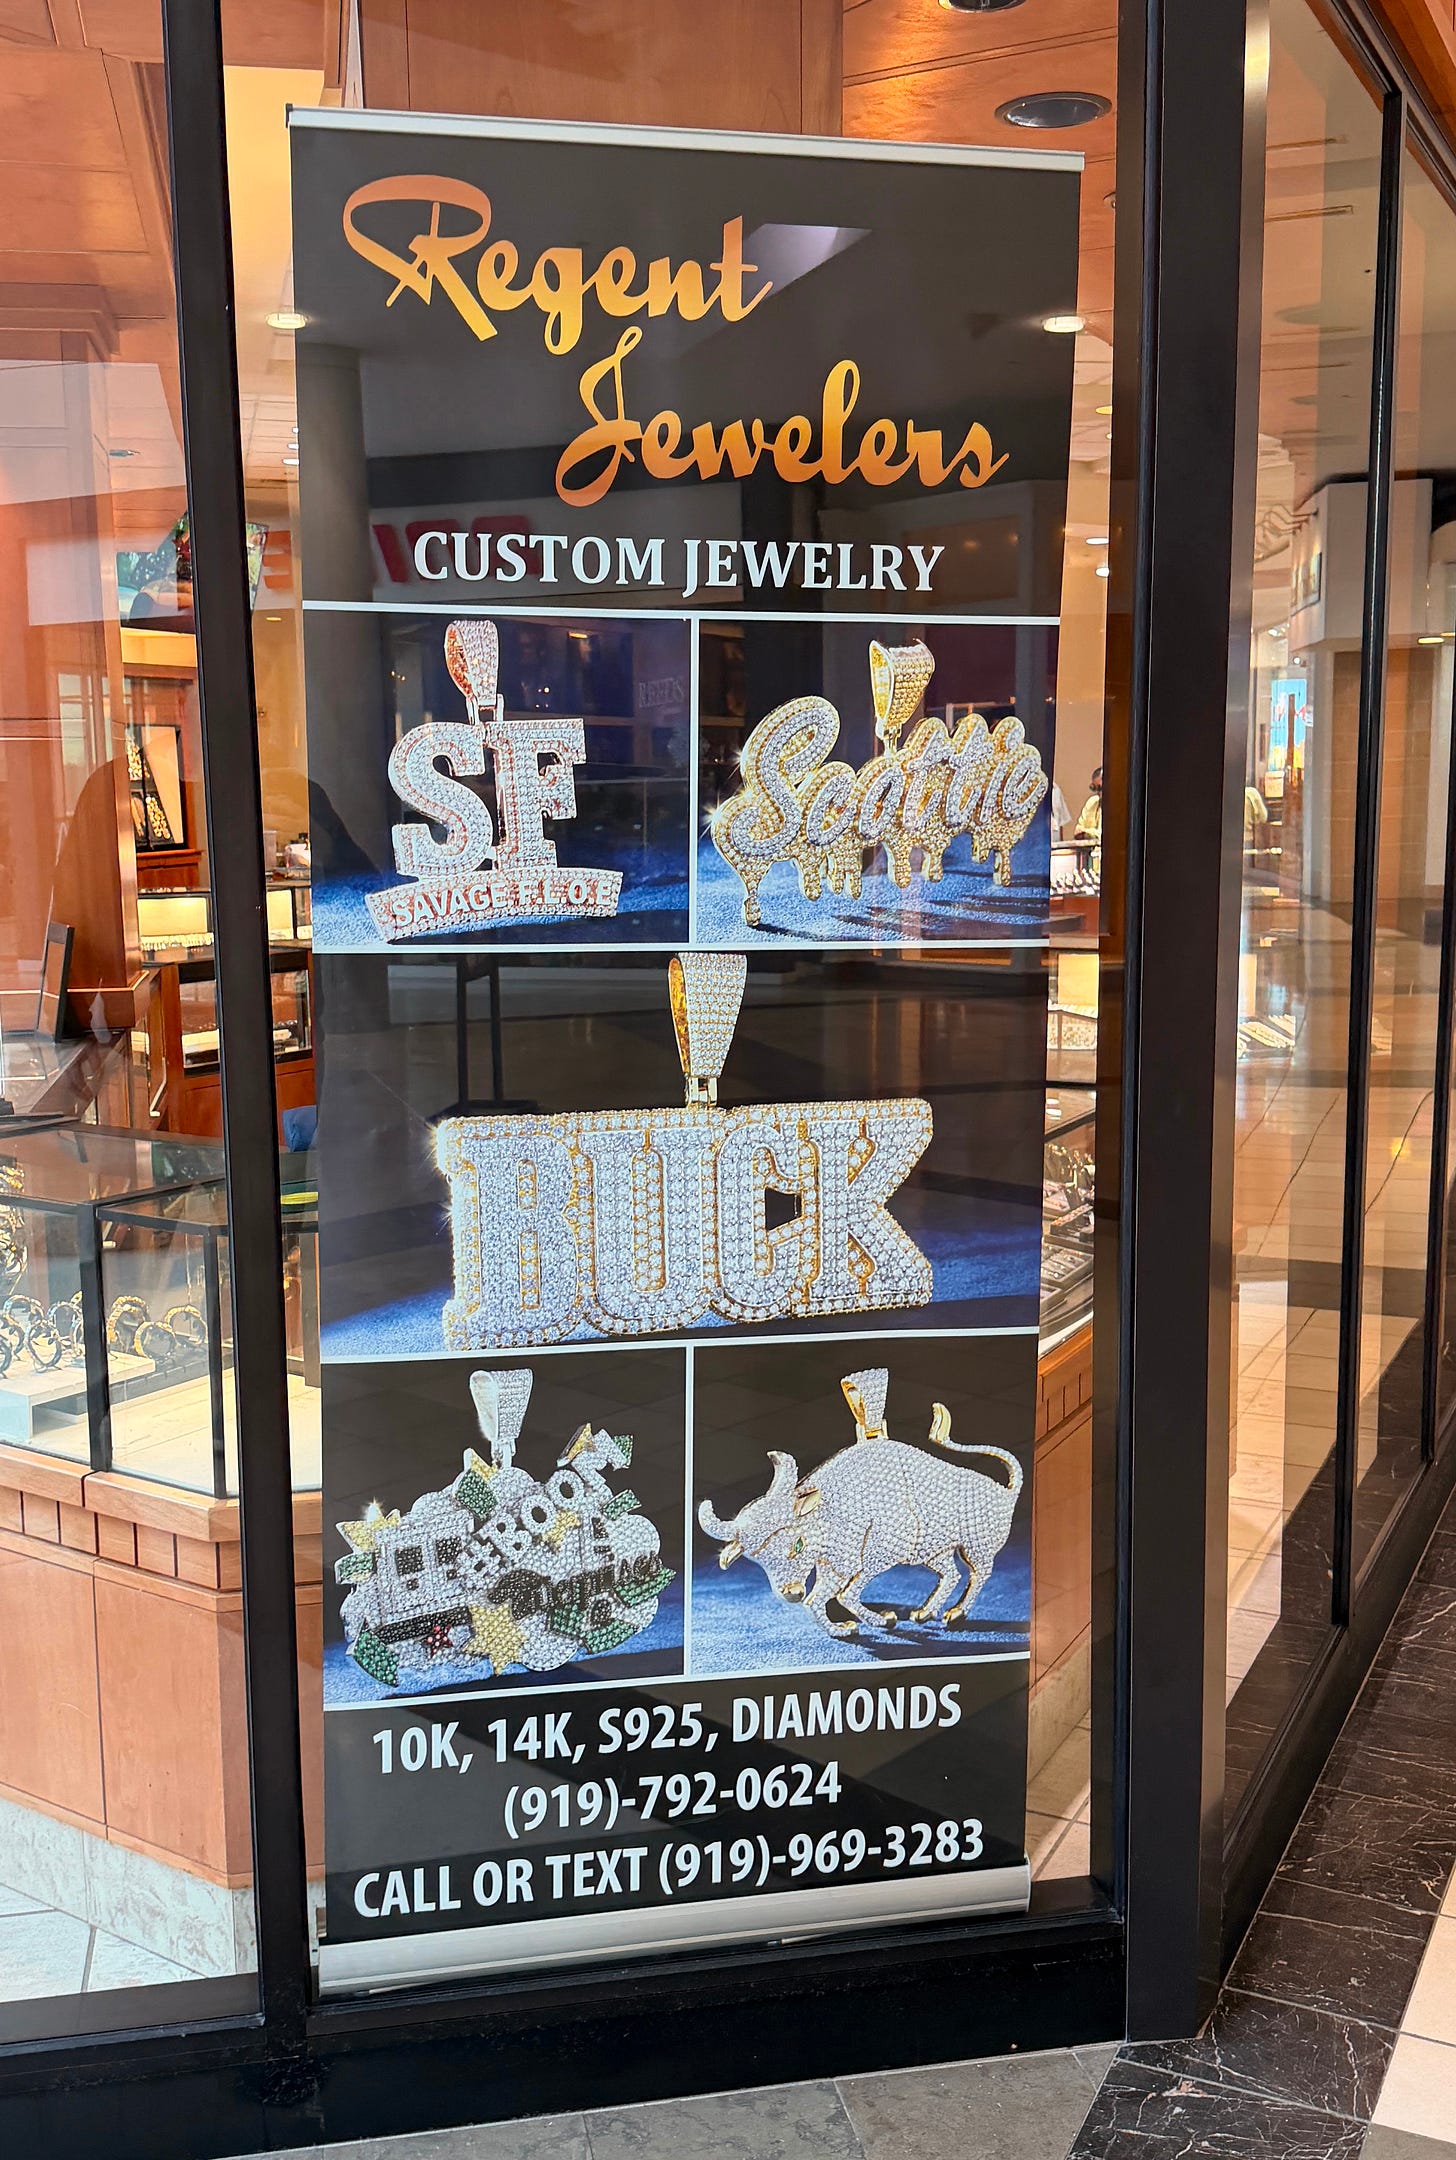 Regent
Jewelers
CUSTOM JEWELRY
SF
SAVAGE F.L.O.E
Scottie
BUCK
#BOOM
10K, 14K, S925, DIAMONDS
(919)-792-0624
CALL OR TEXT (919)-969-3283